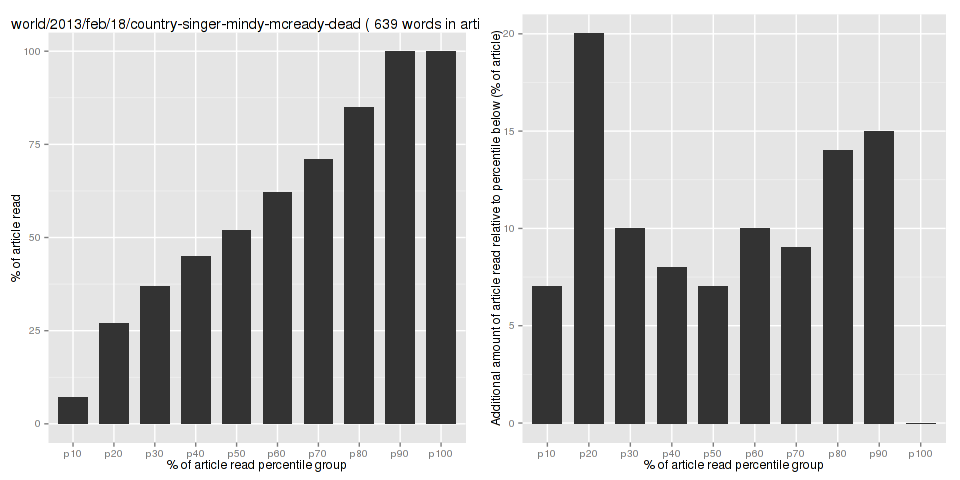 world/2013/feb/18/country-singer-mindy-mcready-dead ( 639 words in arti
% of article read
100
75
50
25
0
p10 p20 p30 p40 p50 p60 p70 p80 p90 p100
% of article read percentile group
Additional amount of article read relative to percentile below (% of article)
20
15
10
5
0
p10 p20 p30 p40 p50 p60 p70 p80 p90 p100
% of article read percentile group